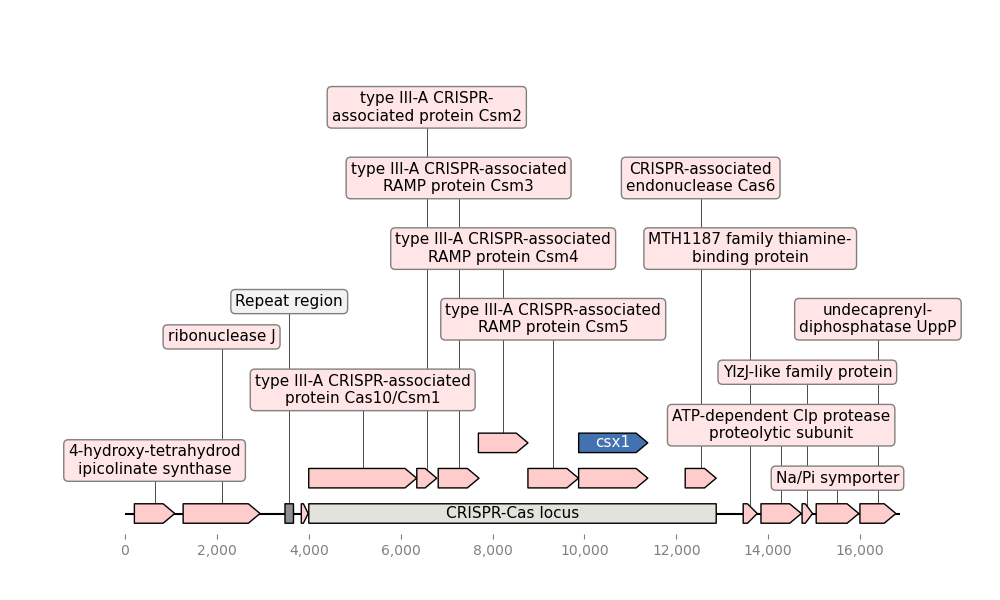 type III-A CRISPR-
associated protein Csm2
type III-A CRISPR-associated
RAMP protein Csm3
CRISPR-associated
endonuclease Cas6
type III-A CRISPR-associated
RAMP protein Csm4
MTH1187 family thiamine-
binding protein
Repeat region
type III-A CRISPR-associated
RAMP protein Csm5
undecaprenyl-
diphosphatase UppP
ribonuclease J
YlzJ-like family protein
type III-A CRISPR-associated
protein Cas10/Csm1
ATP-dependent Clp protease
proteolytic subunit
csx1
4-hydroxy-tetrahydrod
ipicolinate synthase
Na/Pi symporter
CRISPR-Cas locus
0 2,000 4,000 6,000 8,000 10,000 12,000 14,000 16,000